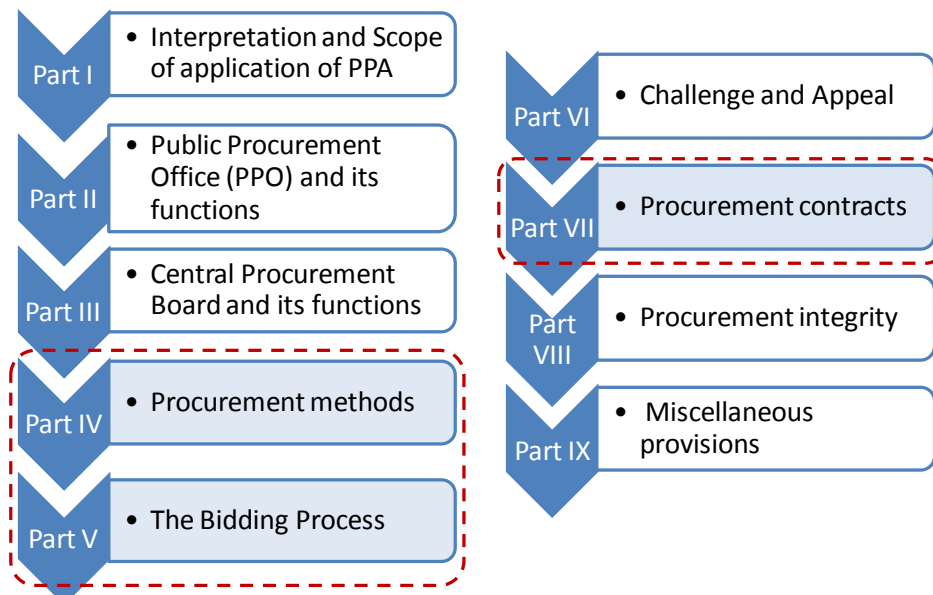 Part I
• Interpretation and Scope
of application of PPA
Part II
• Public Procurement
Office (PPO) and its
functions
Part III
• Central Procurement
Board and its functions
Part IV
• Procurement methods
Part V
• The Bidding Process
Part VI
• Challenge and Appeal
Part VII
• Procurement contracts
Part
VIII
• Procurement integrity
Part IX
• Miscellaneous
provisions